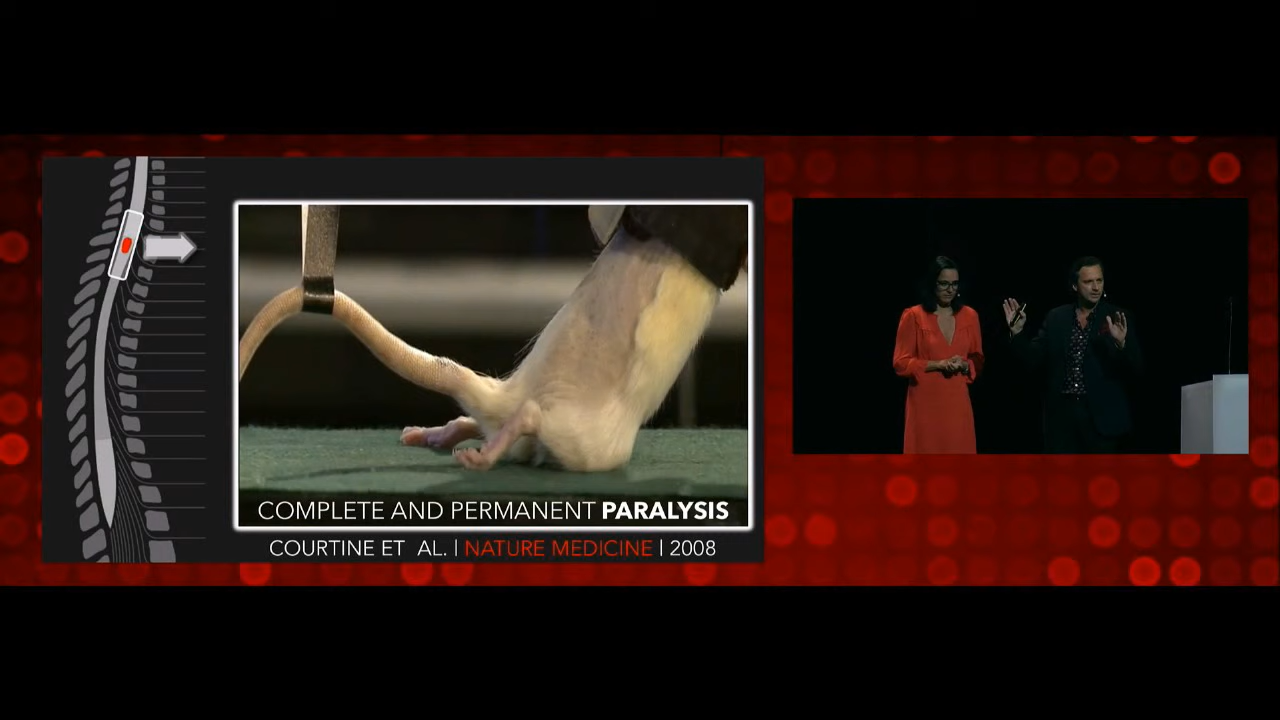 COMPLETE AND PERMANENT PARALYSIS
COURTINE ET AL. | NATURE MEDICINE | 2008